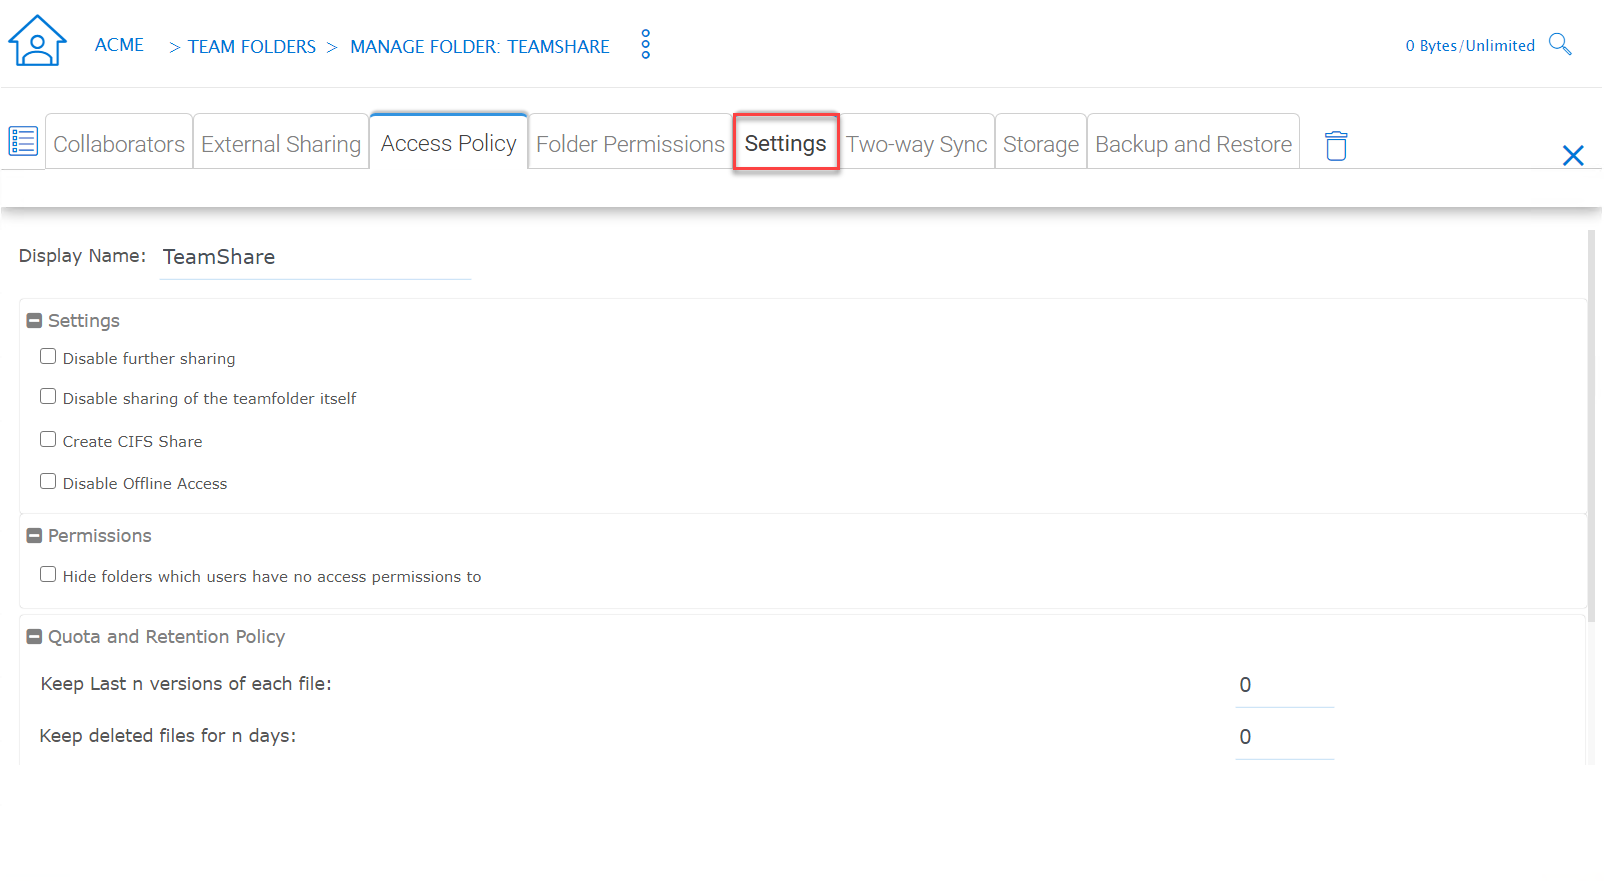 ACME > TEAM FOLDERS > MANAGE FOLDER: TEAMSHARE 0 Bytes/Unlimited
Collaborators External Sharing Access Policy Folder Permissions Settings Two-way Sync Storage Backup and Restore
Display Name: TeamShare
Settings
Disable further sharing
Disable sharing of the teamfolder itself
Create CIFS Share
Disable Offline Access
Permissions
Hide folders which users have no access permissions to
Quota and Retention Policy
Keep Last n versions of each file: 0
Keep deleted files for n days: 0